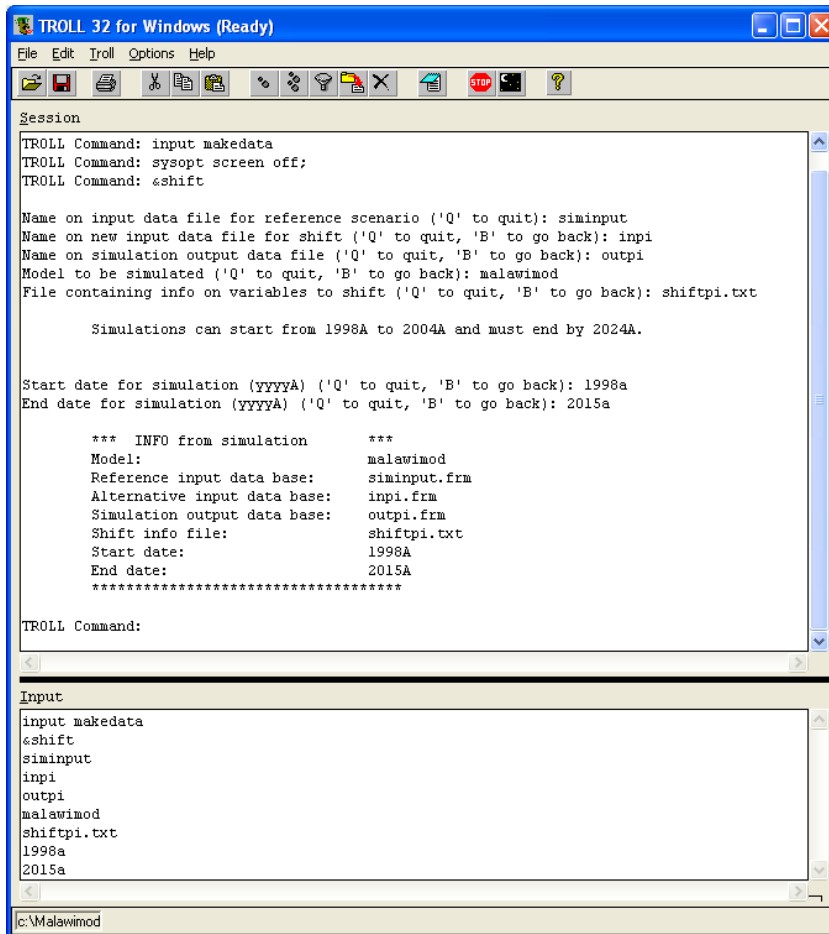 TROLL 32 for Windows (Ready)
File Edit Troll Options Help
STOP
Session
TROLL Command: input makedata
TROLL Command: sysopt screen off;
TROLL Command: &shift
Name on input data file for reference scenario ('Q' to quit): siminput
Name on new input data file for shift ('Q' to quit, 'B' to go back): inpi
Name on simulation output data file ('Q' to quit, 'B' to go back): outpi
Model to be simulated ('Q' to quit, 'B' to go back): malawimod
File containing info on variables to shift ('Q' to quit, 'B' to go back): shiftpi.txt
Simulations can start from 1998A to 2004A and must end by 2024A.
Start date for simulation (yyyyA) ('Q' to quit, 'B' to go back): 1998a
End date for simulation (yyyyA) ('Q' to quit, 'B' to go back): 2015a
*** INFO from simulation ***
Model: malawimod
Reference input data base: siminput.frm
Alternative input data base: inpi.frm
Simulation output data base: outpi.frm
Shift info file: shiftpi.txt
Start date: 1998A
End date: 2015A
************************************
TROLL Command:
Input
input makedata
&shift
siminput
inpi
outpi
malawimod
shiftpi.txt
1998a
2015a
c:\Malawimod